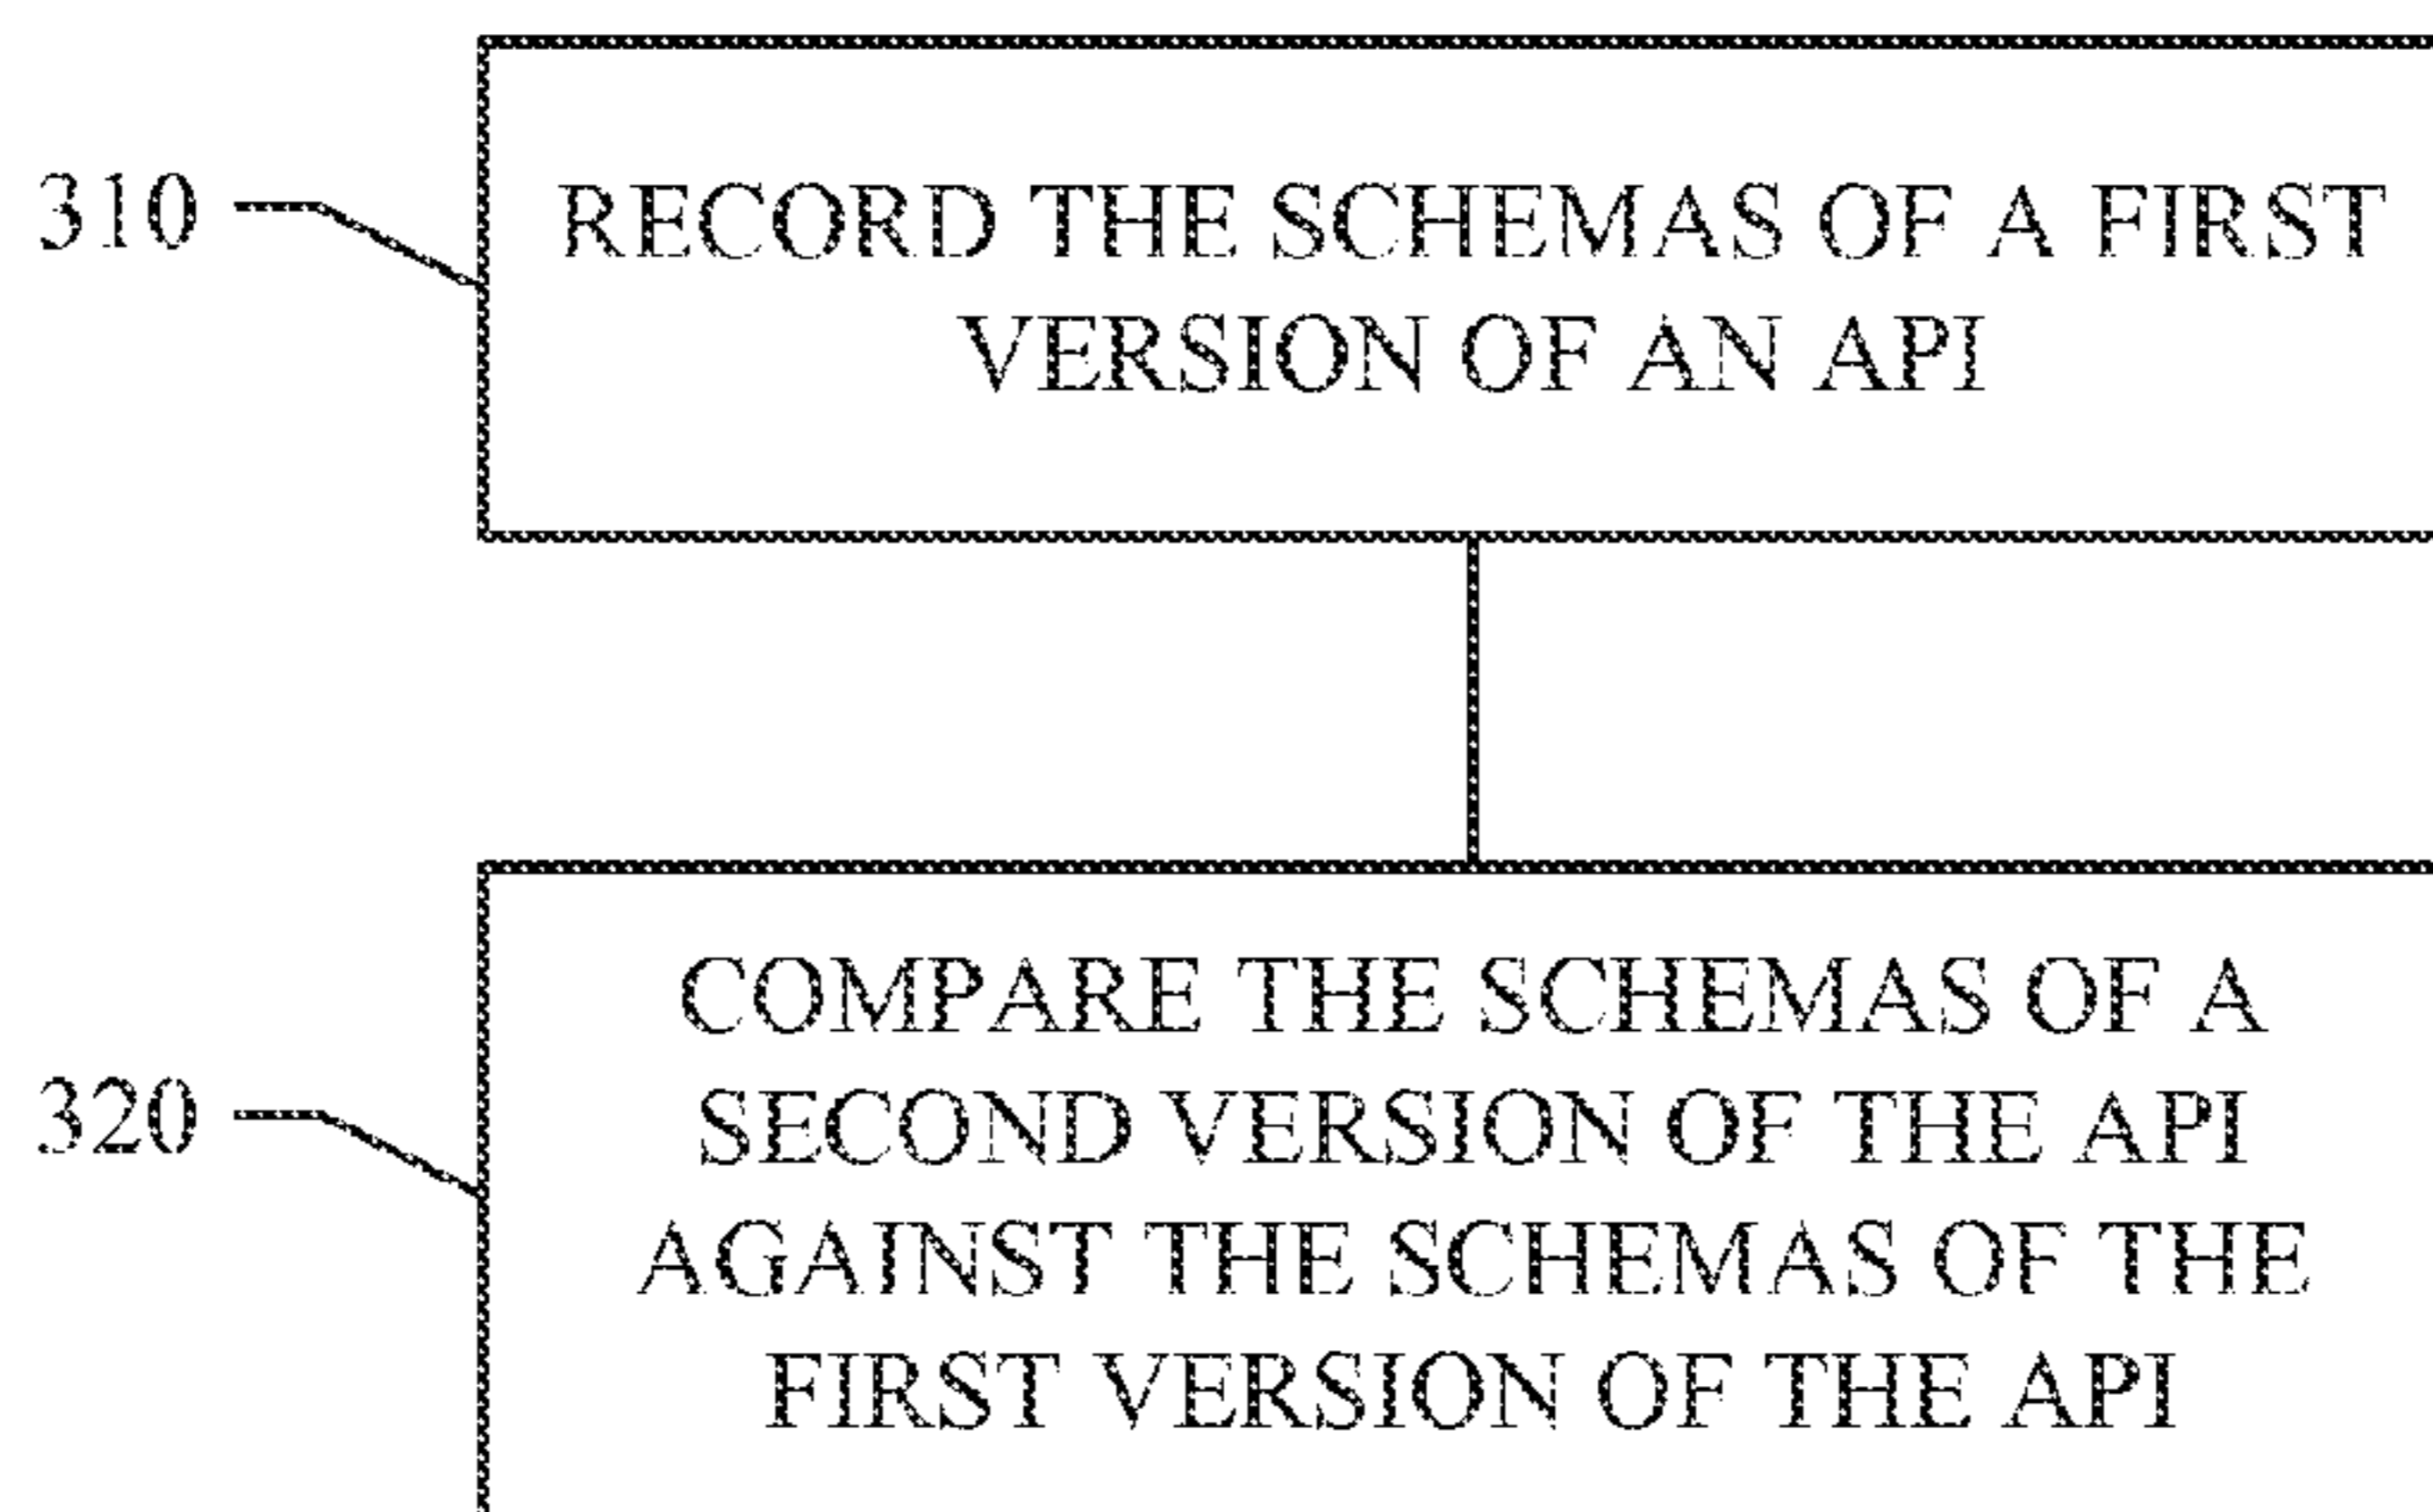 310
RECORD THE SCHEMAS OF A FIRST
VERSION OF AN API
320
COMPARE THE SCHEMAS OF A
SECOND VERSION OF THE API
AGAINST THE SCHEMAS OF THE
FIRST VERSION OF THE API